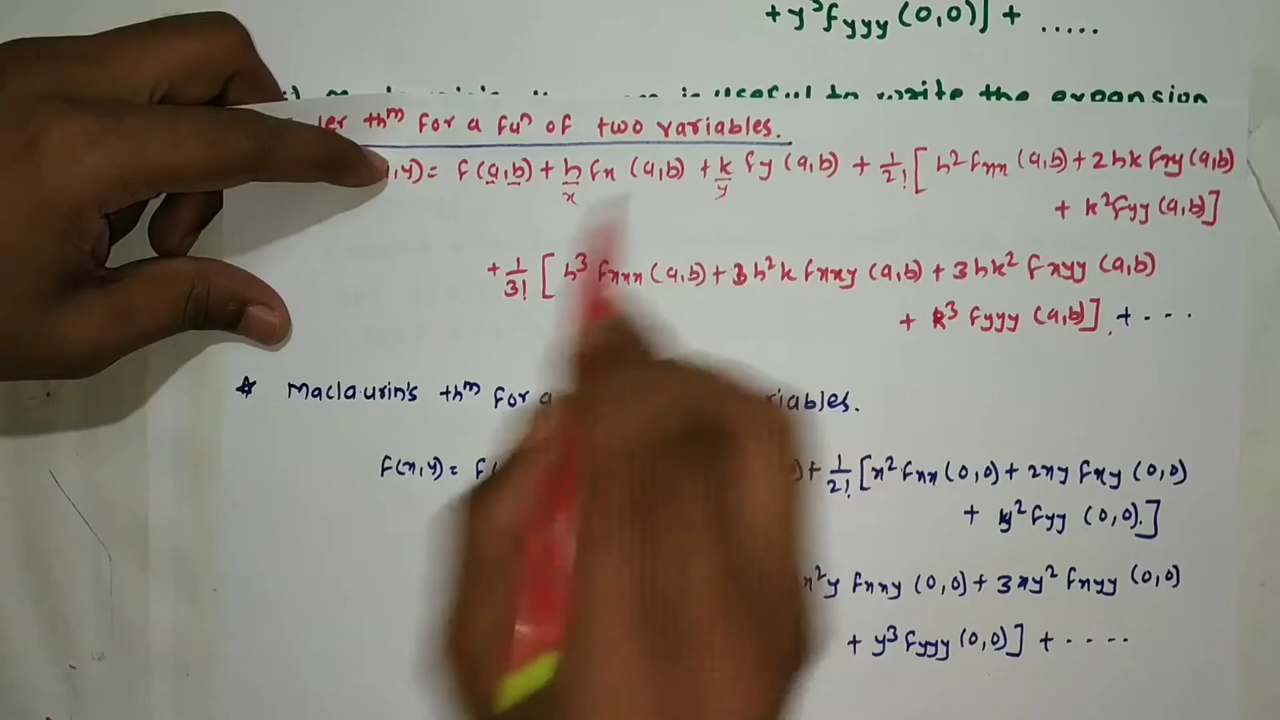 + y³fyyy (0,0)] + .....
is useful to write the expansion
thm for a fun of two variables.
,y) = f(a,b) + h fx (a,b) + k fy (a,b) + 1/2! [ h² fxx (a,b) + 2hk fxy (a,b)
x y
+ k² fyy (a,b)]
+ 1/3! [ h³ fxxx (a,b) + 3h²k fxxy (a,b) + 3hk² fxyy (a,b)
+ k³ fyyy (a,b)] + ...
* Maclaurin's thm for a
f(x,y) = f( ) + 1/2! [x² fxx (0,0) + 2xy fxy (0,0)
+ y² fyy (0,0).]
x²y fxxy (0,0) + 3xy² fxyy (0,0)
+ y³ fyyy (0,0)] + ....